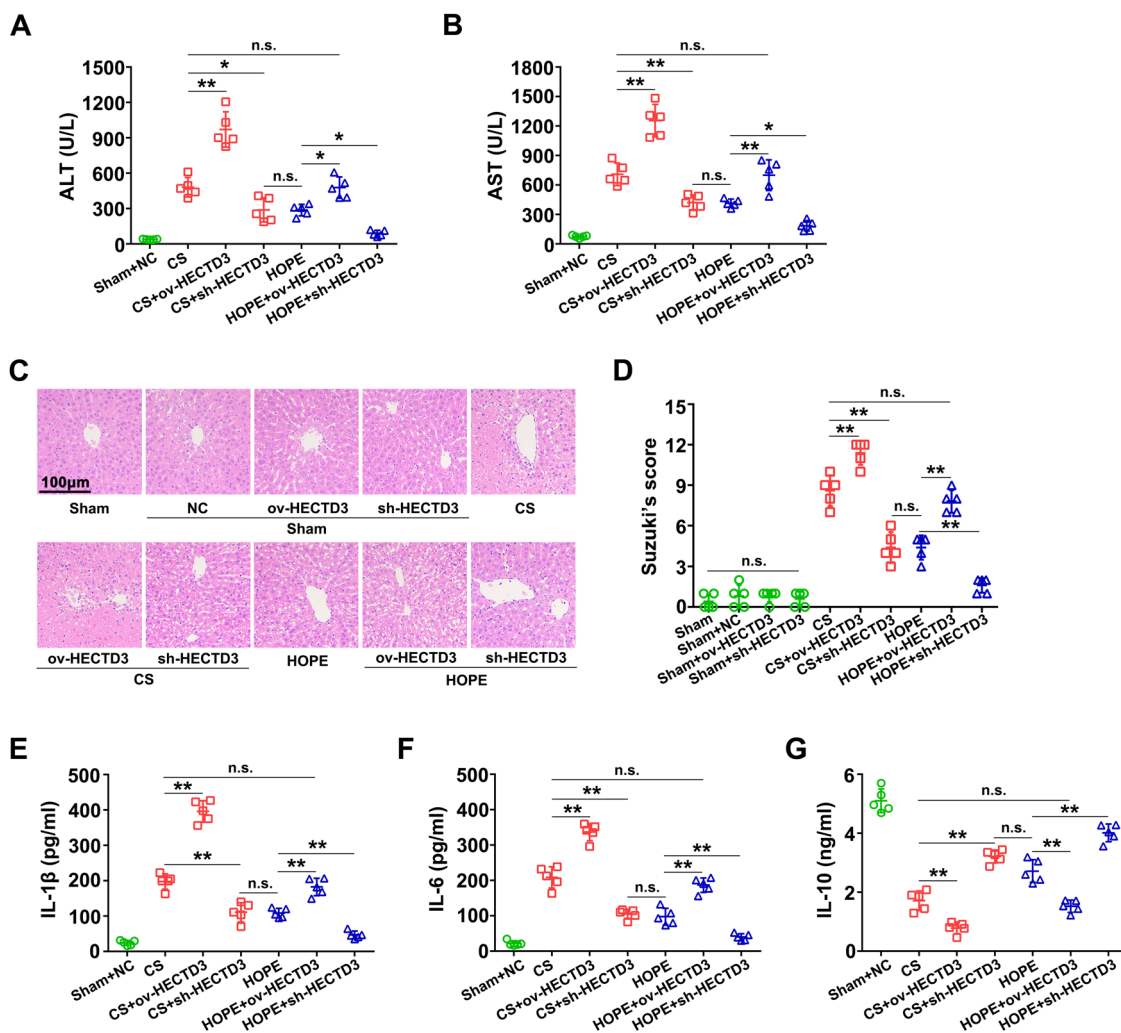 A
n.s.
*
**
*
*
n.s.
ALT (U/L)
1500
1200
900
600
300
0
Sham+NC
CS
CS+ov-HECTD3
CS+sh-HECTD3
HOPE
HOPE+ov-HECTD3
HOPE+sh-HECTD3
B
n.s.
**
**
*
**
n.s.
AST (U/L)
1800
1500
1200
900
600
300
0
Sham+NC
CS
CS+ov-HECTD3
CS+sh-HECTD3
HOPE
HOPE+ov-HECTD3
HOPE+sh-HECTD3
C
100μm
Sham
NC
ov-HECTD3
sh-HECTD3
CS
Sham
ov-HECTD3
sh-HECTD3
HOPE
ov-HECTD3
sh-HECTD3
CS
HOPE
D
n.s.
**
**
**
n.s.
**
n.s.
Suzuki's score
15
12
9
6
3
0
Sham
Sham+NC
Sham+ov-HECTD3
Sham+sh-HECTD3
CS
CS+ov-HECTD3
CS+sh-HECTD3
HOPE
HOPE+ov-HECTD3
HOPE+sh-HECTD3
E
n.s.
**
**
**
**
n.s.
IL-1β (pg/ml)
500
400
300
200
100
0
Sham+NC
CS
CS+ov-HECTD3
CS+sh-HECTD3
HOPE
HOPE+ov-HECTD3
HOPE+sh-HECTD3
F
n.s.
**
**
**
**
n.s.
IL-6 (pg/ml)
500
400
300
200
100
0
Sham+NC
CS
CS+ov-HECTD3
CS+sh-HECTD3
HOPE
HOPE+ov-HECTD3
HOPE+sh-HECTD3
G
n.s.
**
**
n.s.
**
**
IL-10 (ng/ml)
6
4
2
0
Sham+NC
CS
CS+ov-HECTD3
CS+sh-HECTD3
HOPE
HOPE+ov-HECTD3
HOPE+sh-HECTD3